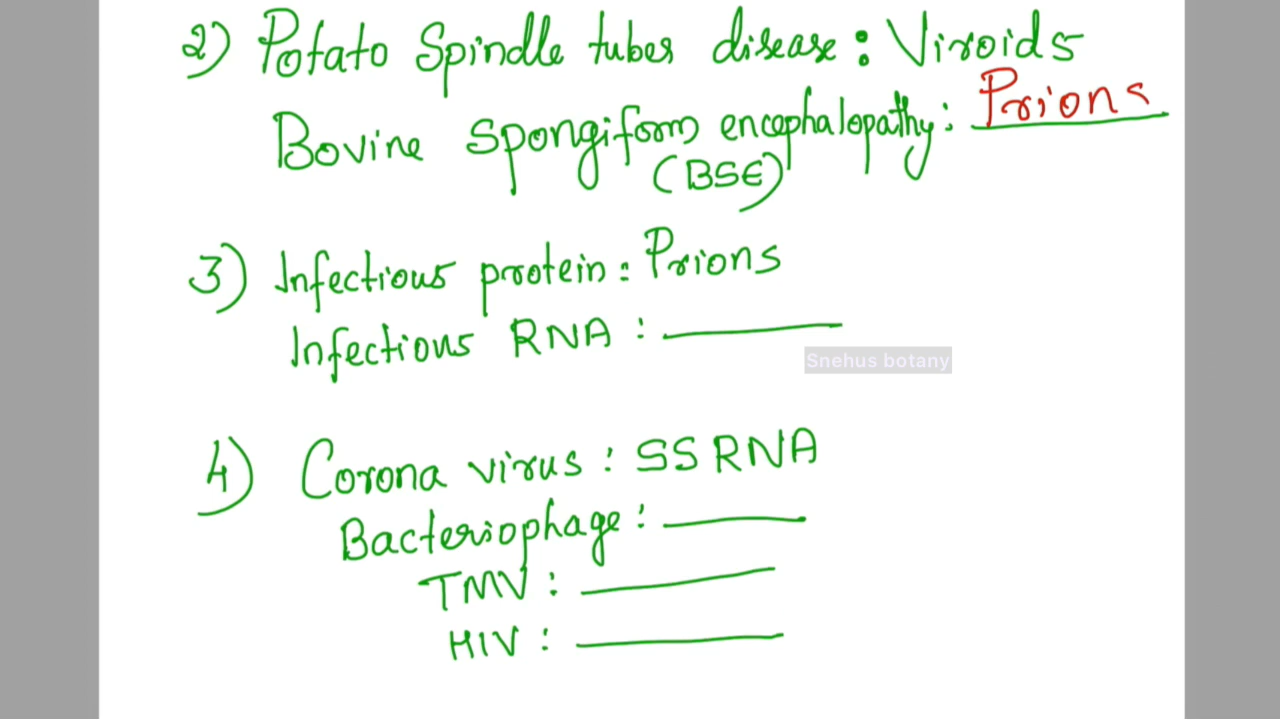 2) Potato Spindle tuber disease : Viroids
Bovine Spongiform encephalopathy : Prions
(BSE)
3) Infectious protein : Prions
Infectious RNA : ______
Snehus botany
4) Corona virus : SS RNA
Bacteriophage : ______
TMV : ______
HIV : ______